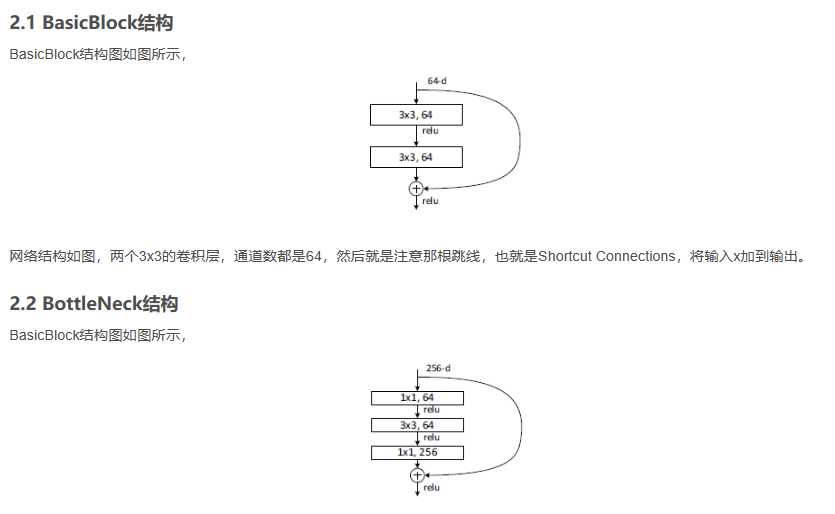 2.1 BasicBlock结构
BasicBlock结构图如图所示，
64-d
3x3, 64
relu
3x3, 64
relu
网络结构如图，两个3x3的卷积层，通道数都是64，然后就是注意那根跳线，也就是Shortcut Connections，将输入x加到输出。
2.2 BottleNeck结构
BasicBlock结构图如图所示，
256-d
1x1, 64
relu
3x3, 64
relu
1x1, 256
relu